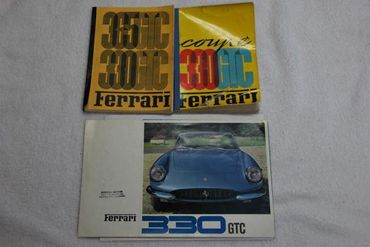 365GTC
330GTC
Ferrari
coupé
330GTC
Ferrari
Ferrari 330 GTC